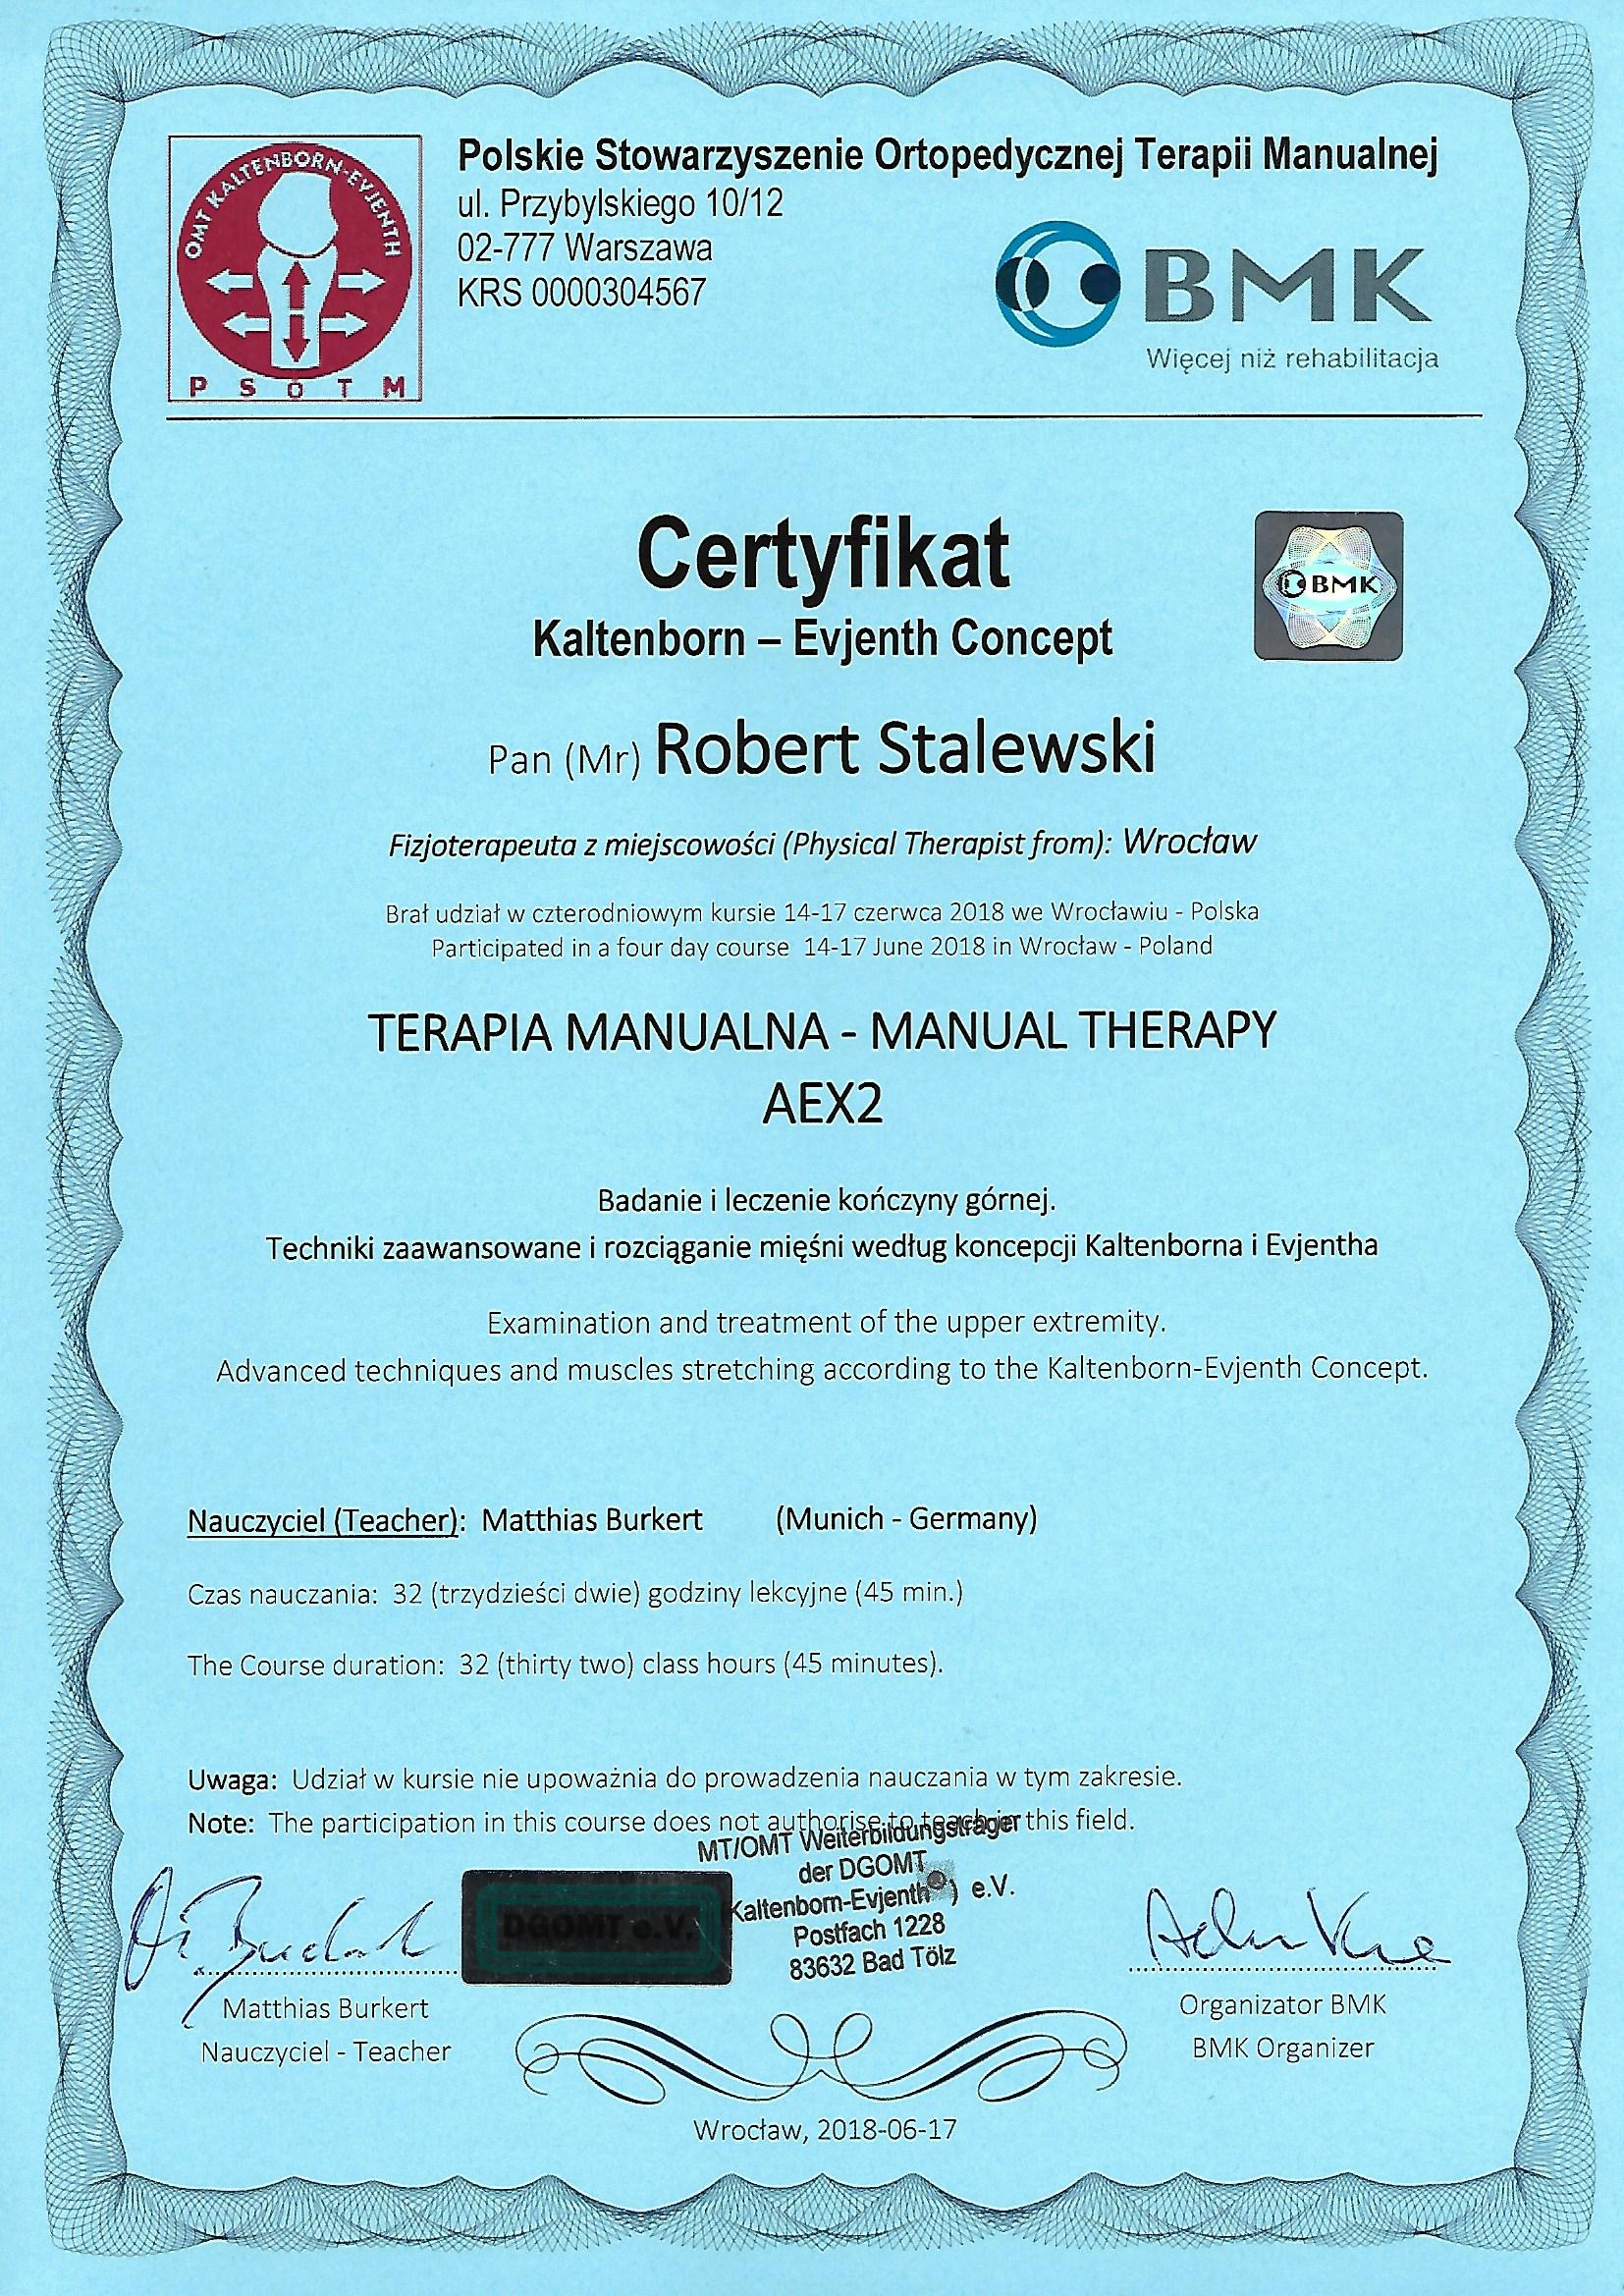 OMT KALTENBORN-EVJENTH
P S O T M
Polskie Stowarzyszenie Ortopedycznej Terapii Manualnej
ul. Przybylskiego 10/12
02-777 Warszawa
KRS 0000304567
BMK
Więcej niż rehabilitacja
Certyfikat
BMK
Kaltenborn – Evjenth Concept
Pan (Mr) Robert Stalewski
Fizjoterapeuta z miejscowości (Physical Therapist from): Wrocław
Brał udział w czterodniowym kursie 14-17 czerwca 2018 we Wrocławiu - Polska
Participated in a four day course 14-17 June 2018 in Wrocław - Poland
TERAPIA MANUALNA - MANUAL THERAPY
AEX2
Badanie i leczenie kończyny górnej.
Techniki zaawansowane i rozciąganie mięśni według koncepcji Kaltenborna i Evjentha
Examination and treatment of the upper extremity.
Advanced techniques and muscles stretching according to the Kaltenborn-Evjenth Concept.
Nauczyciel (Teacher): Matthias Burkert (Munich - Germany)
Czas nauczania: 32 (trzydzieści dwie) godziny lekcyjne (45 min.)
The Course duration: 32 (thirty two) class hours (45 minutes).
Uwaga: Udział w kursie nie upoważnia do prowadzenia nauczania w tym zakresie.
Note: The participation in this course does not authorise to teach in this field.
MT/OMT Weiterbildungsträger
der DGOMT
Kaltenborn-Evjenth ) e.V.
Postfach 1228
83632 Bad Tölz
DGOMT e.V.
Matthias Burkert
Nauczyciel - Teacher
Organizator BMK
BMK Organizer
Wrocław, 2018-06-17